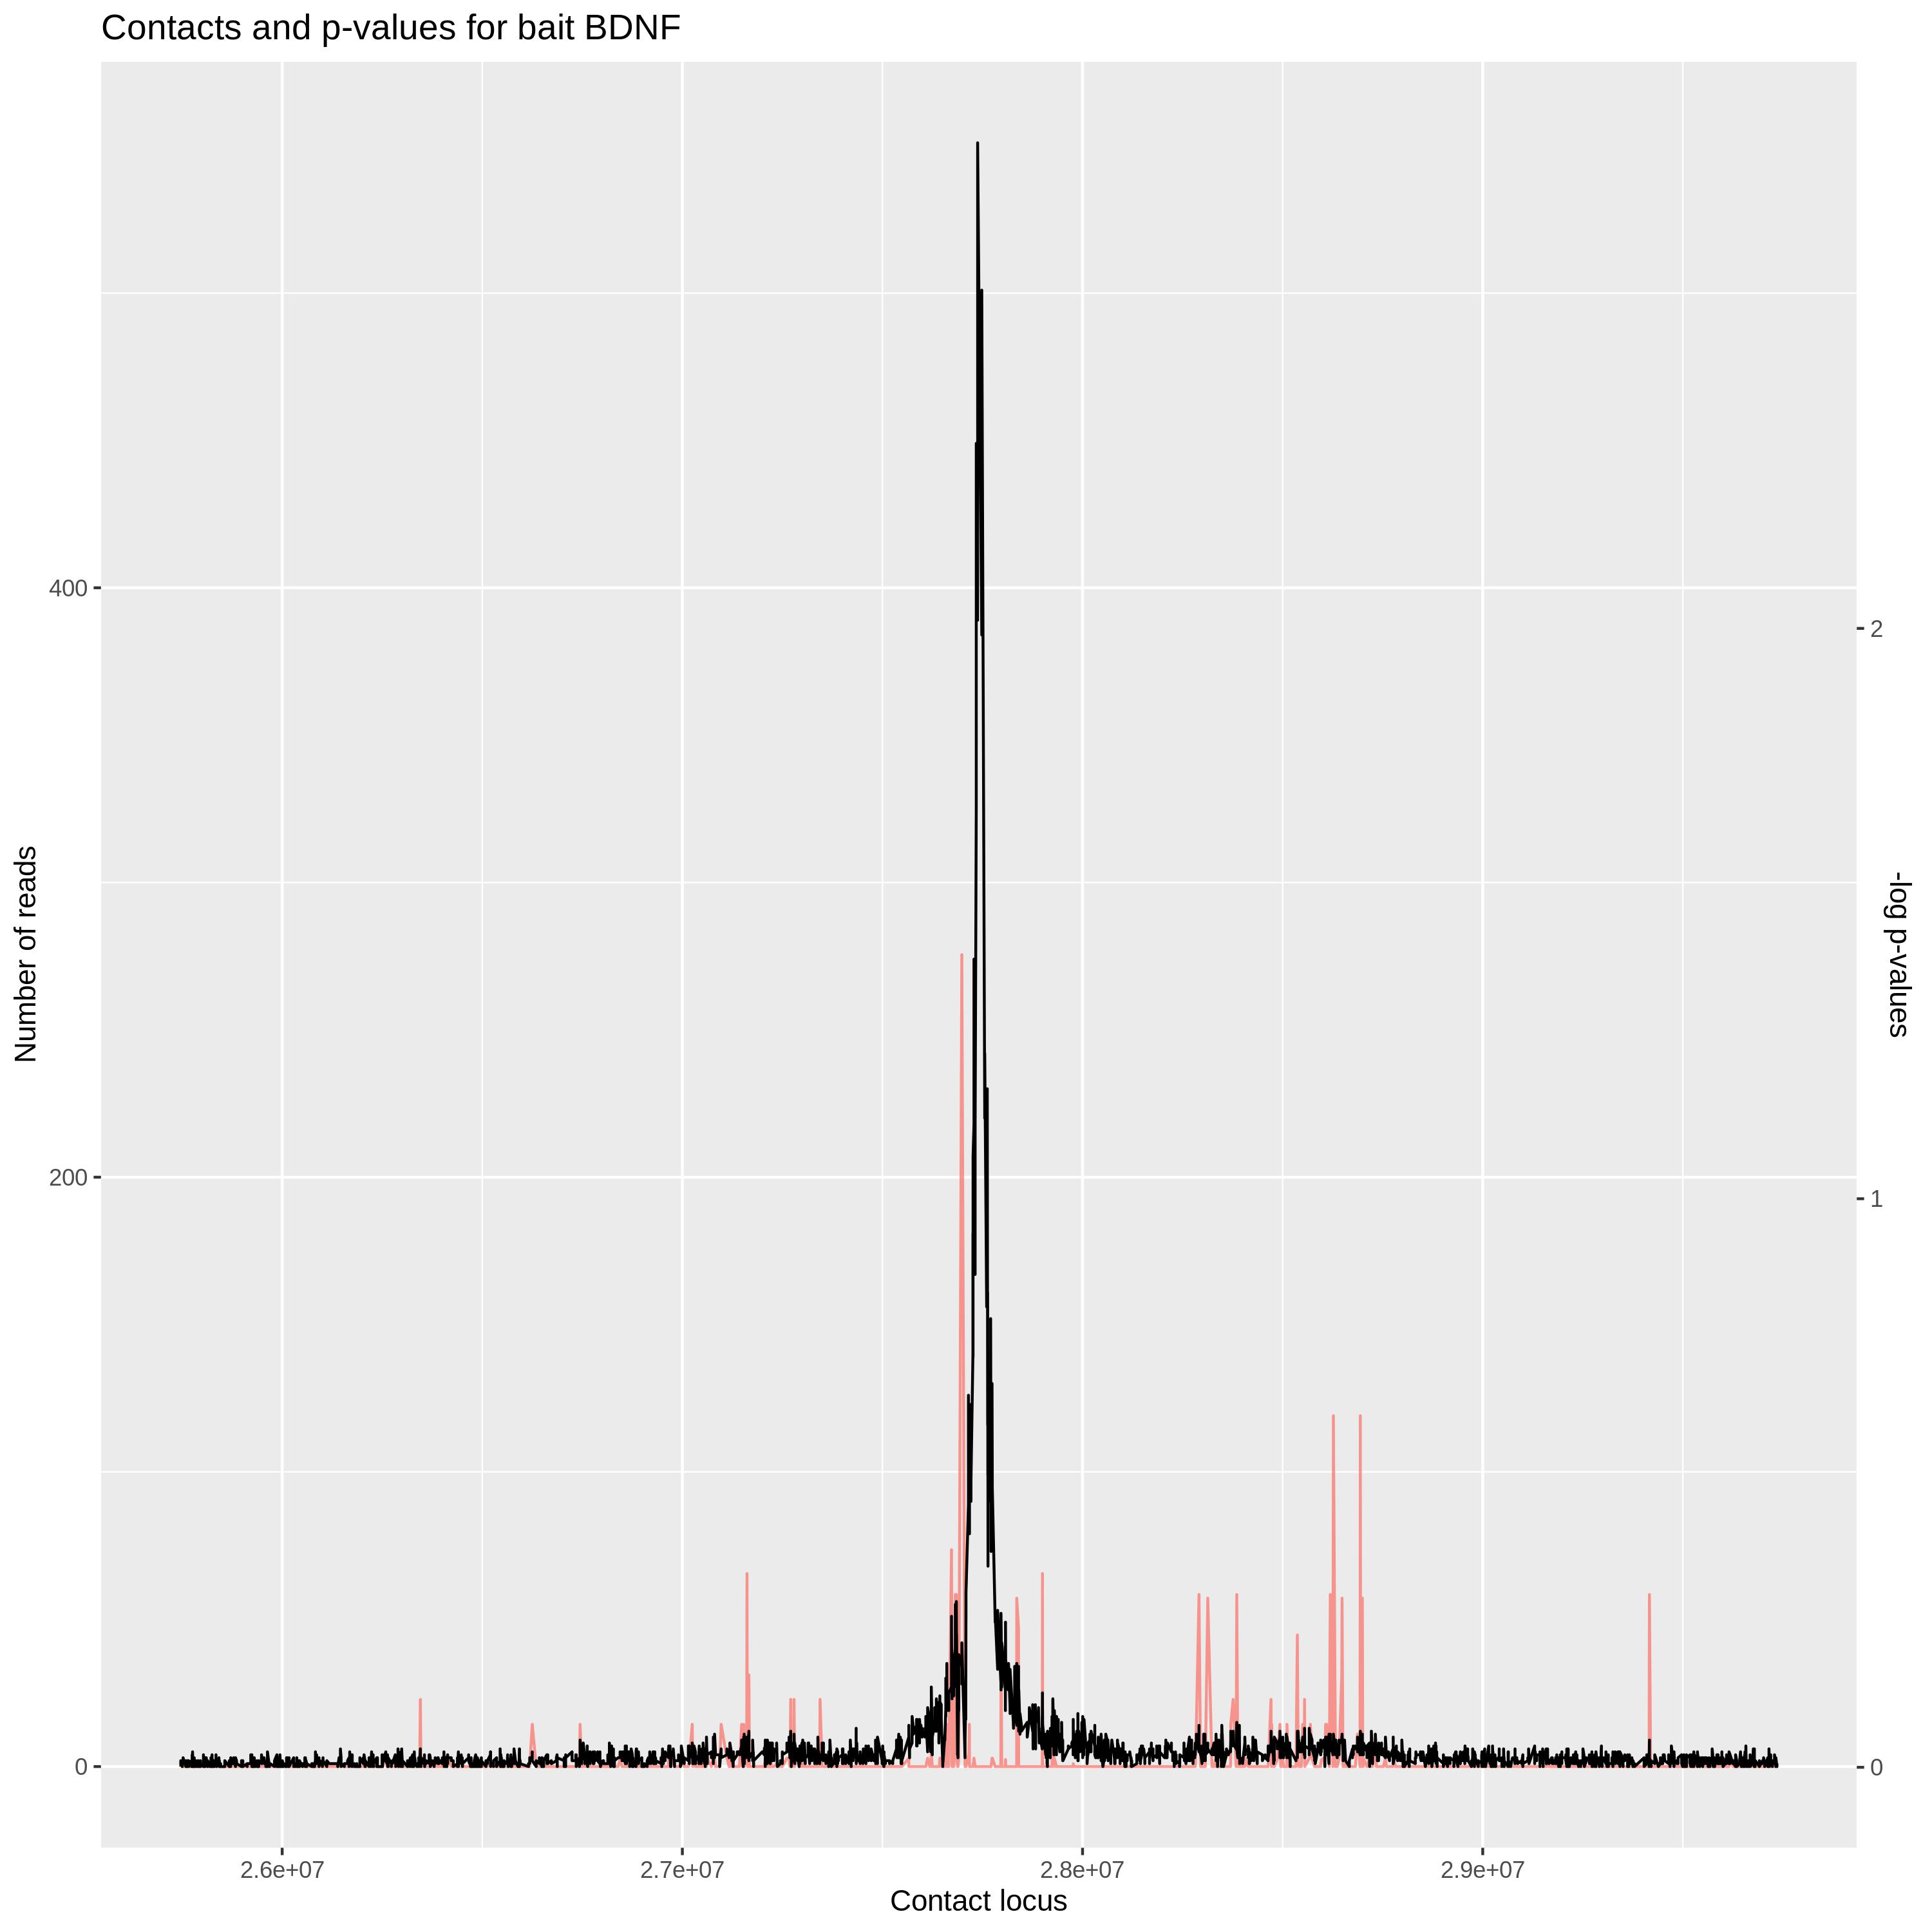 Contacts and p-values for bait BDNF
Number of reads
400
200
0
2
1
0
-log p-values
2.6e+07
2.7e+07
2.8e+07
2.9e+07
Contact locus